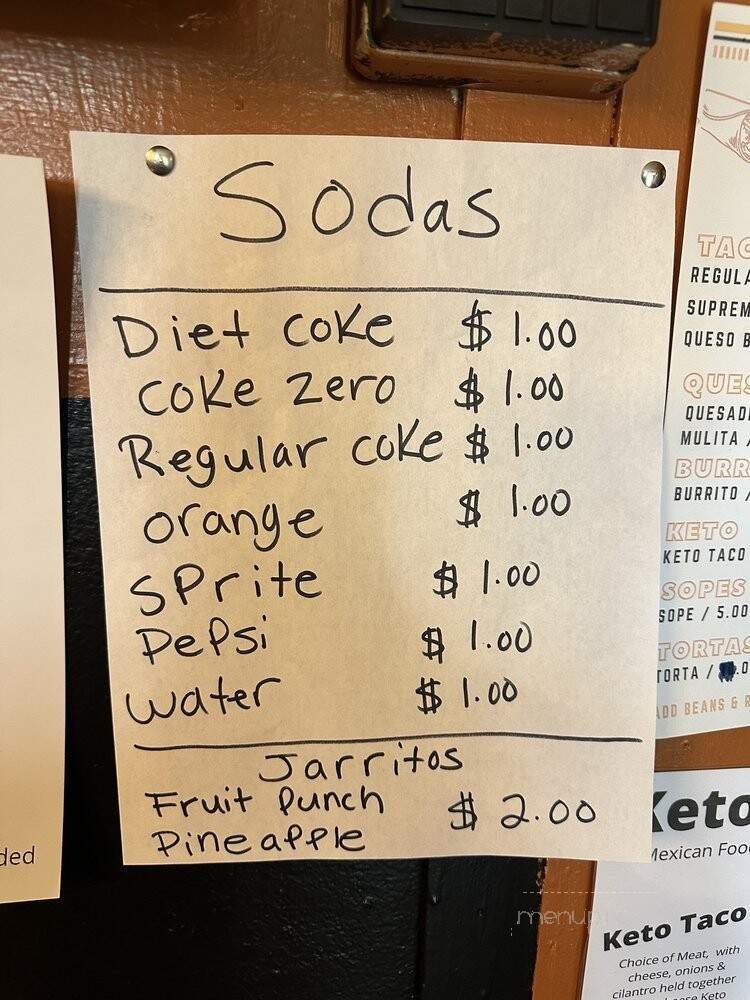 Sodas
Diet coke $ 1.00
coke zero $ 1.00
Regular coke $ 1.00
orange $ 1.00
sprite $ 1.00
Pepsi $ 1.00
water $ 1.00
Jarritos
Fruit Punch $ 2.00
Pineapple
ded
REGULA
SUPREM
QUESO B
QUES
QUESAD
MULITA /
BURR
BURRITO /
KETO
KETO TACO
SOPES
SOPE / 5.00
TORTAS
TORTA /
ADD BEANS & R
Keto
Mexican Foo
Keto Taco
Choice of Meat, with
cheese, onions &
cilantro held together
Keto
menu